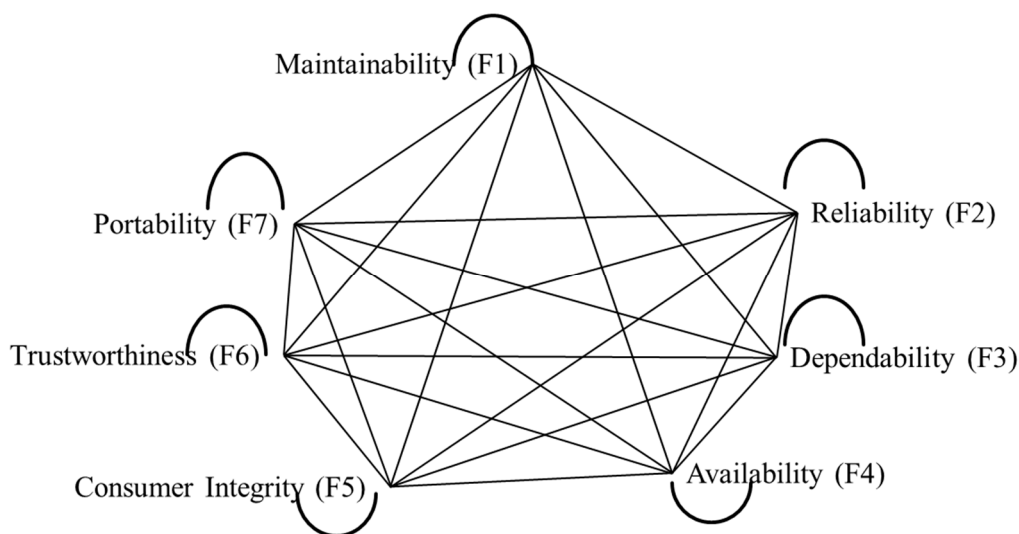 Maintainability (F1)
Portability (F7)
Reliability (F2)
Trustworthiness (F6)
Dependability (F3)
Consumer Integrity (F5)
Availability (F4)